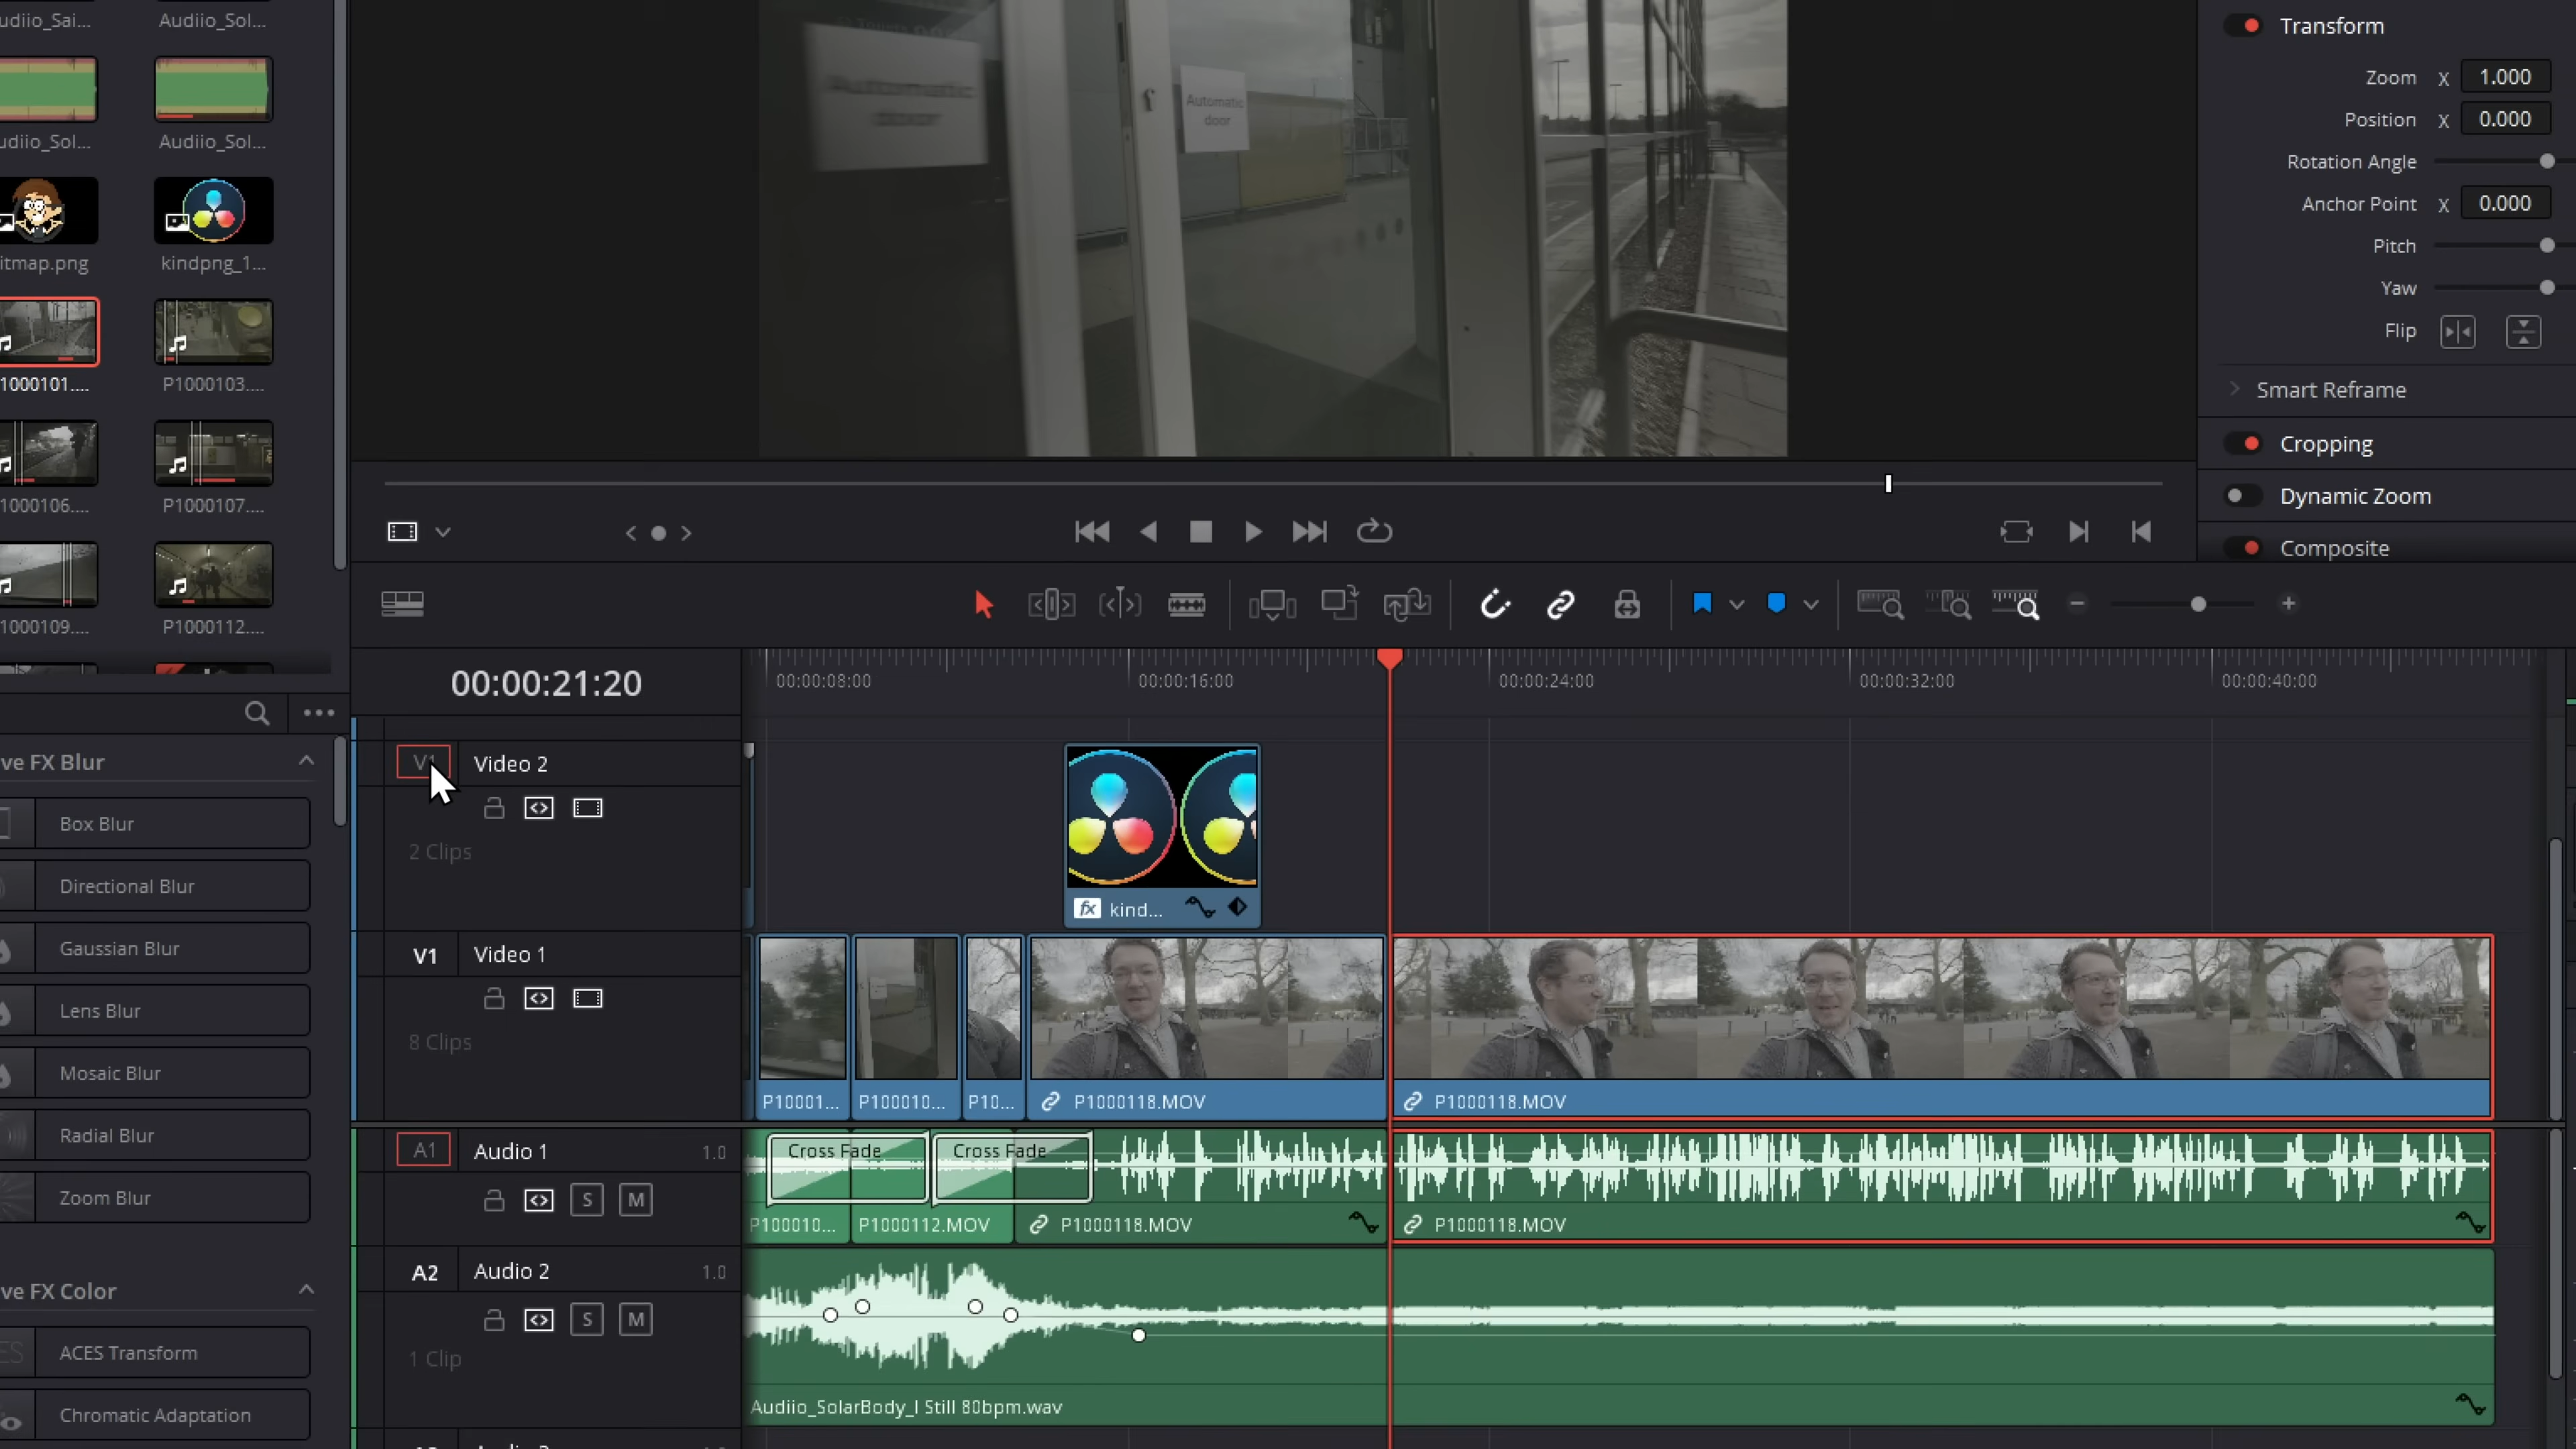 udiio_Sai...
Audiio_Sol...
udiio_Sol...
Audiio_Sol...
itmap.png
kindpng_1...
1000101....
P1000103....
1000106....
P1000107....
1000109....
P1000112....
Automatic
door
Automatic
door
Transform
Zoom X 1.000
Position X 0.000
Rotation Angle
Anchor Point X 0.000
Pitch
Yaw
Flip
Smart Reframe
Cropping
Dynamic Zoom
Composite
00:00:21:20
00:00:08:00
00:00:16:00
00:00:24:00
00:00:32:00
00:00:40:00
ve FX Blur
Box Blur
Directional Blur
Gaussian Blur
Lens Blur
Mosaic Blur
Radial Blur
Zoom Blur
ve FX Color
ACES Transform
Chromatic Adaptation
V1 Video 2
2 Clips
fx kind...
V1 Video 1
8 Clips
P10001...
P100010...
P10...
P1000118.MOV
P1000118.MOV
A1 Audio 1 1.0
S M
Cross Fade
Cross Fade
P100010...
P1000112.MOV
P1000118.MOV
P1000118.MOV
A2 Audio 2 1.0
S M
1 Clip
Audiio_SolarBody_I Still 80bpm.wav